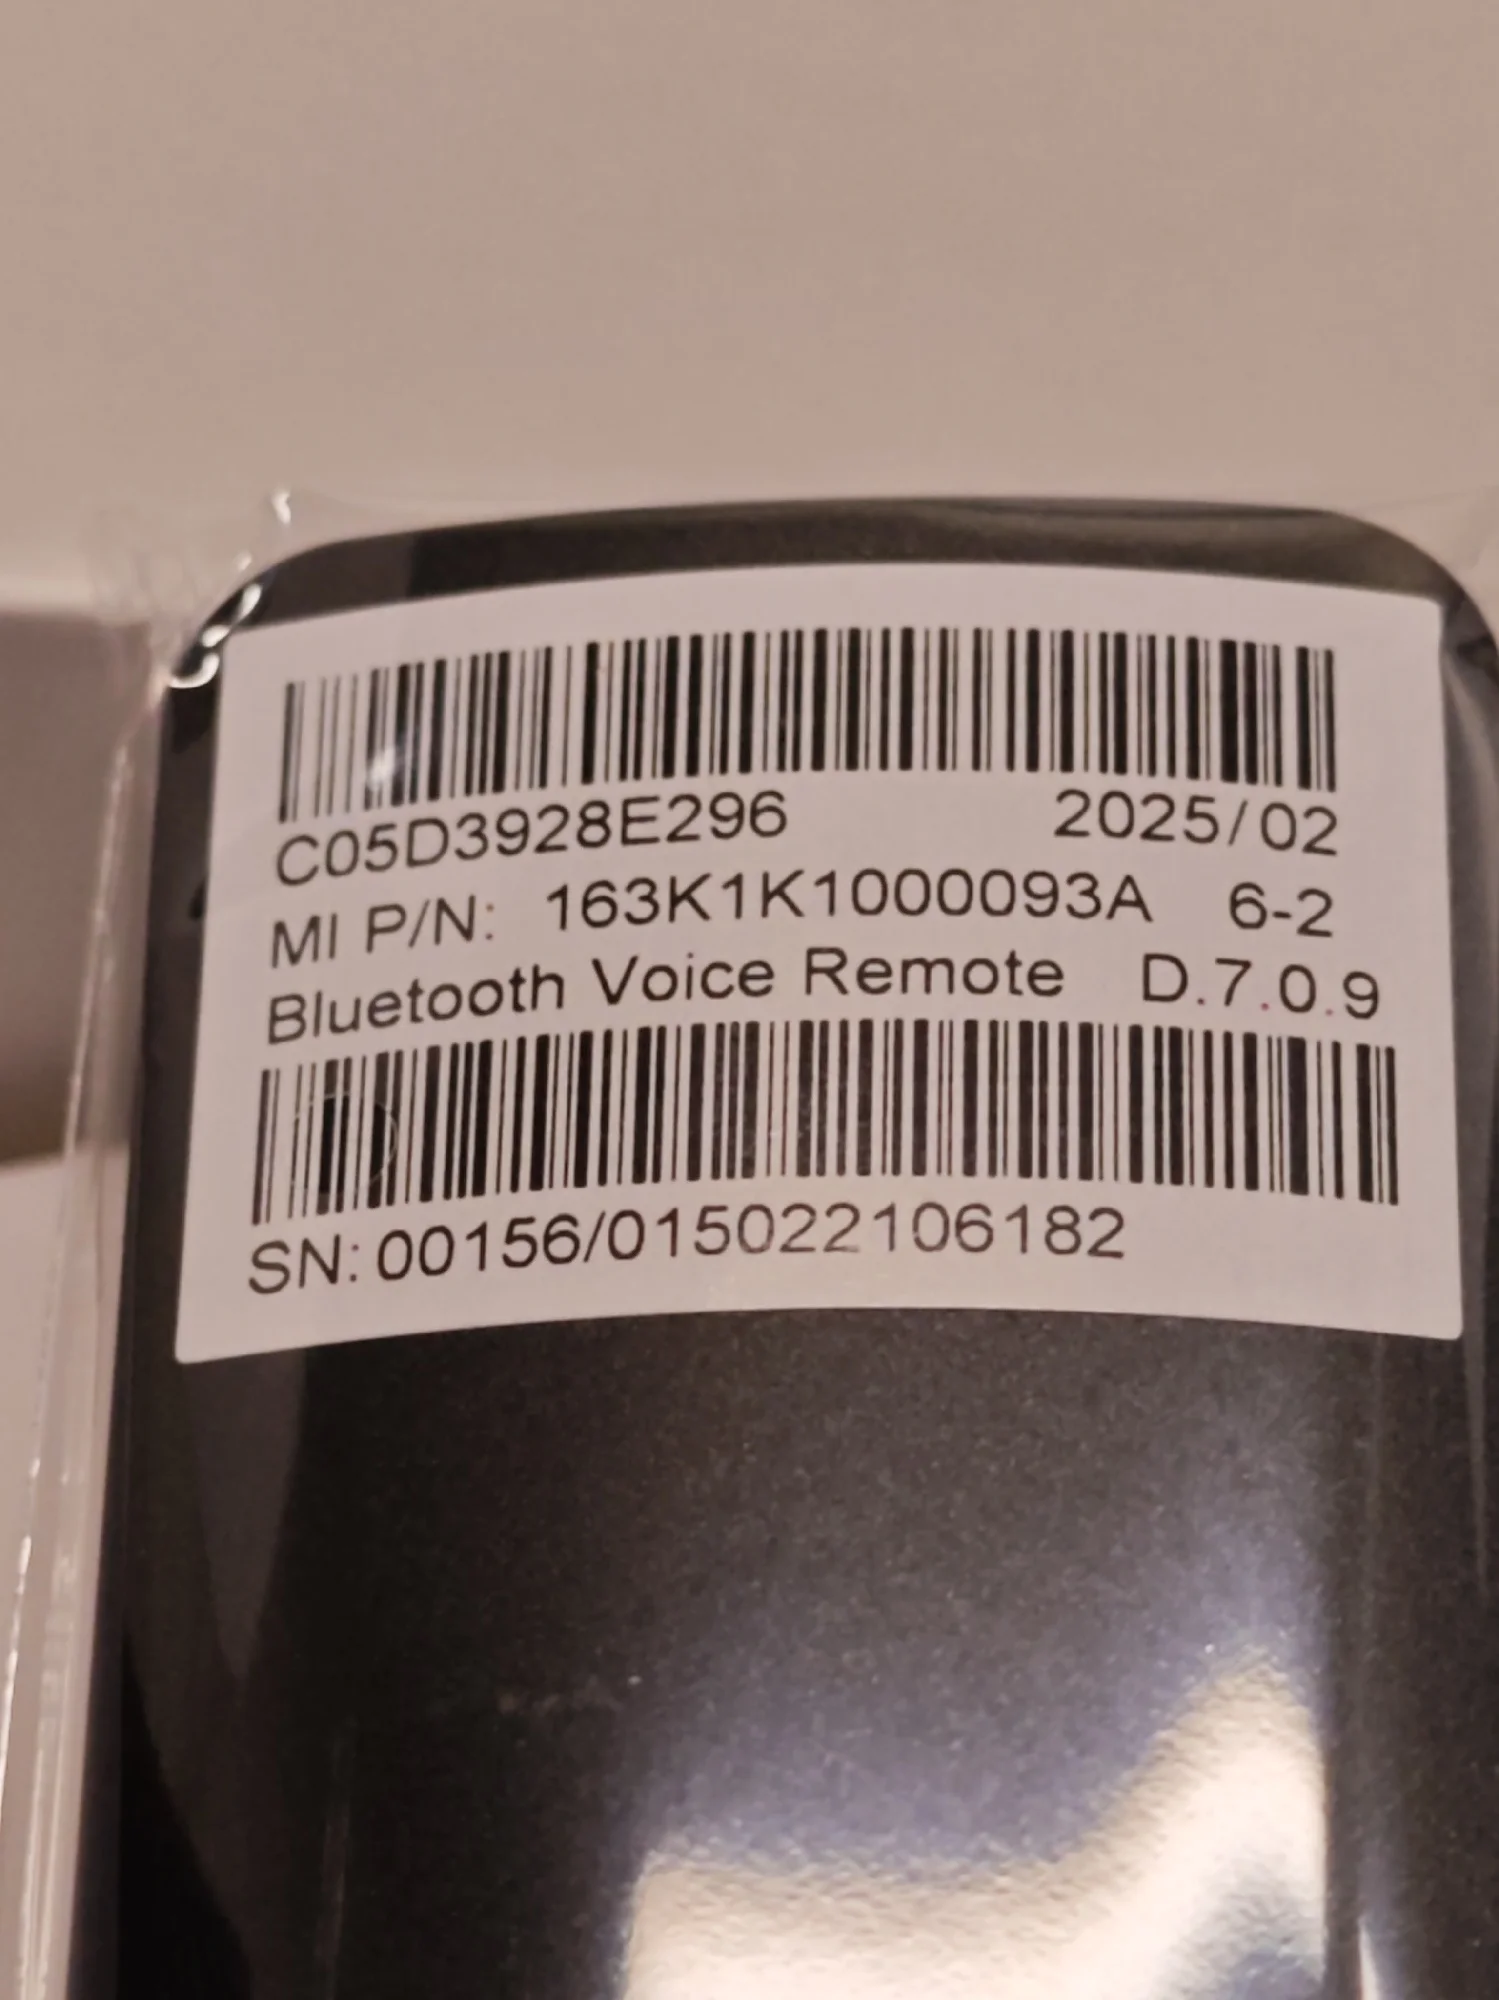 C05D3928E296 2025/02
MI P/N: 163K1K1000093A 6-2
Bluetooth Voice Remote D.7.0.9
SN:00156/015022106182